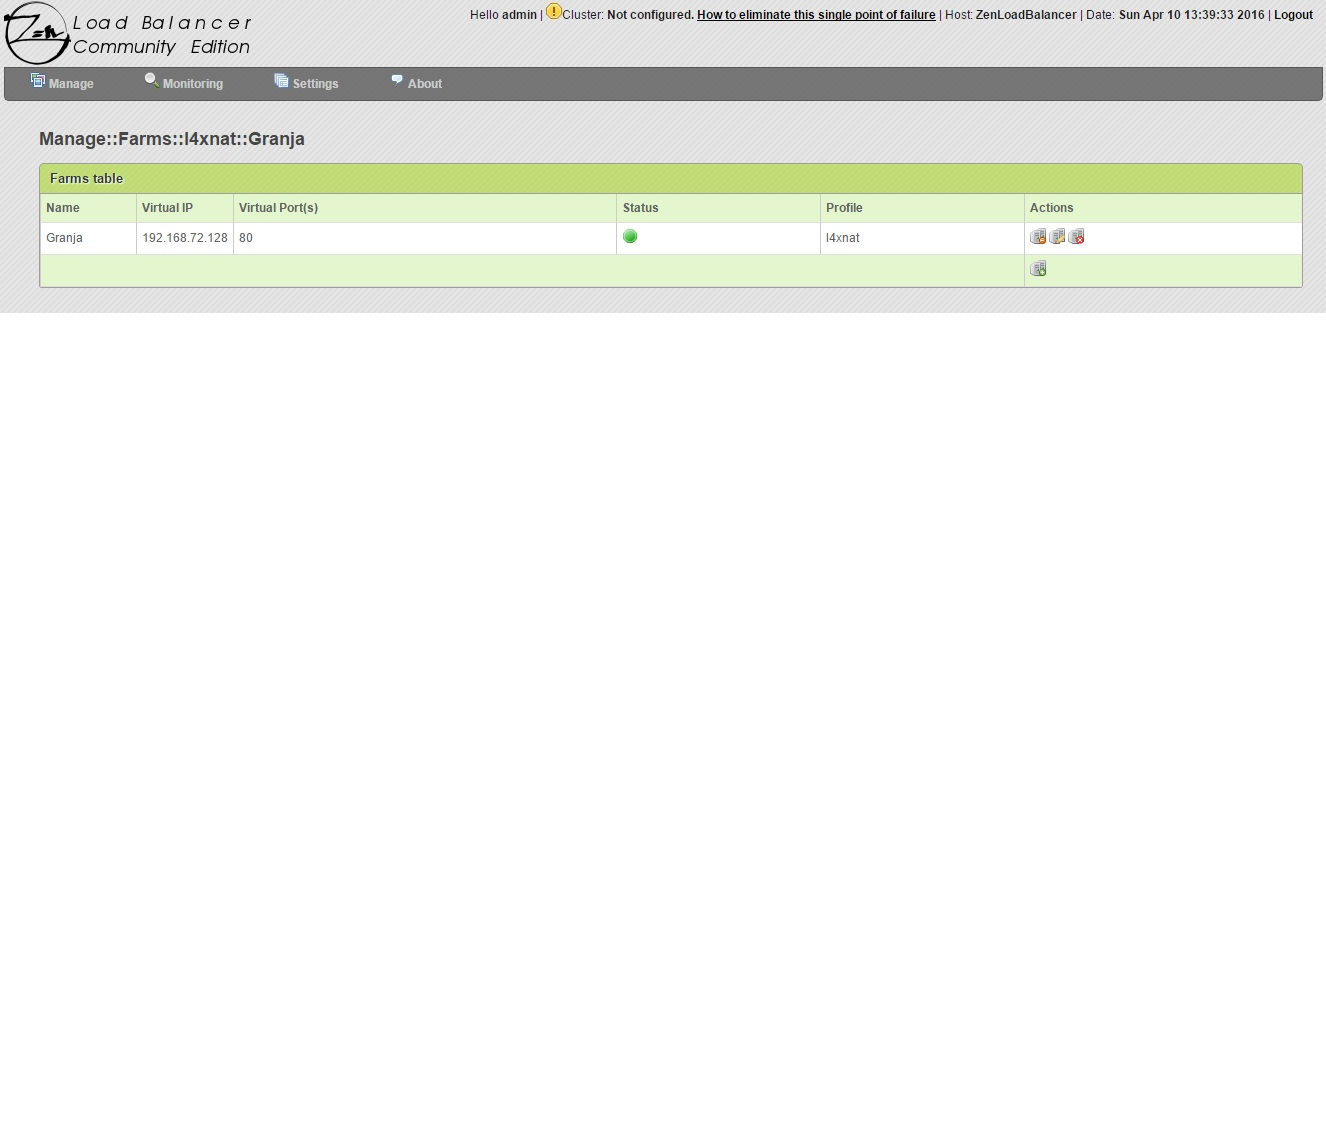 Zen Load Balancer
Community Edition
Hello admin | Cluster: Not configured. How to eliminate this single point of failure | Host: ZenLoadBalancer | Date: Sun Apr 10 13:39:33 2016 | Logout
Manage Monitoring Settings About
Manage::Farms::l4xnat::Granja
Farms table
Name Virtual IP Virtual Port(s) Status Profile Actions
Granja 192.168.72.128 80 l4xnat